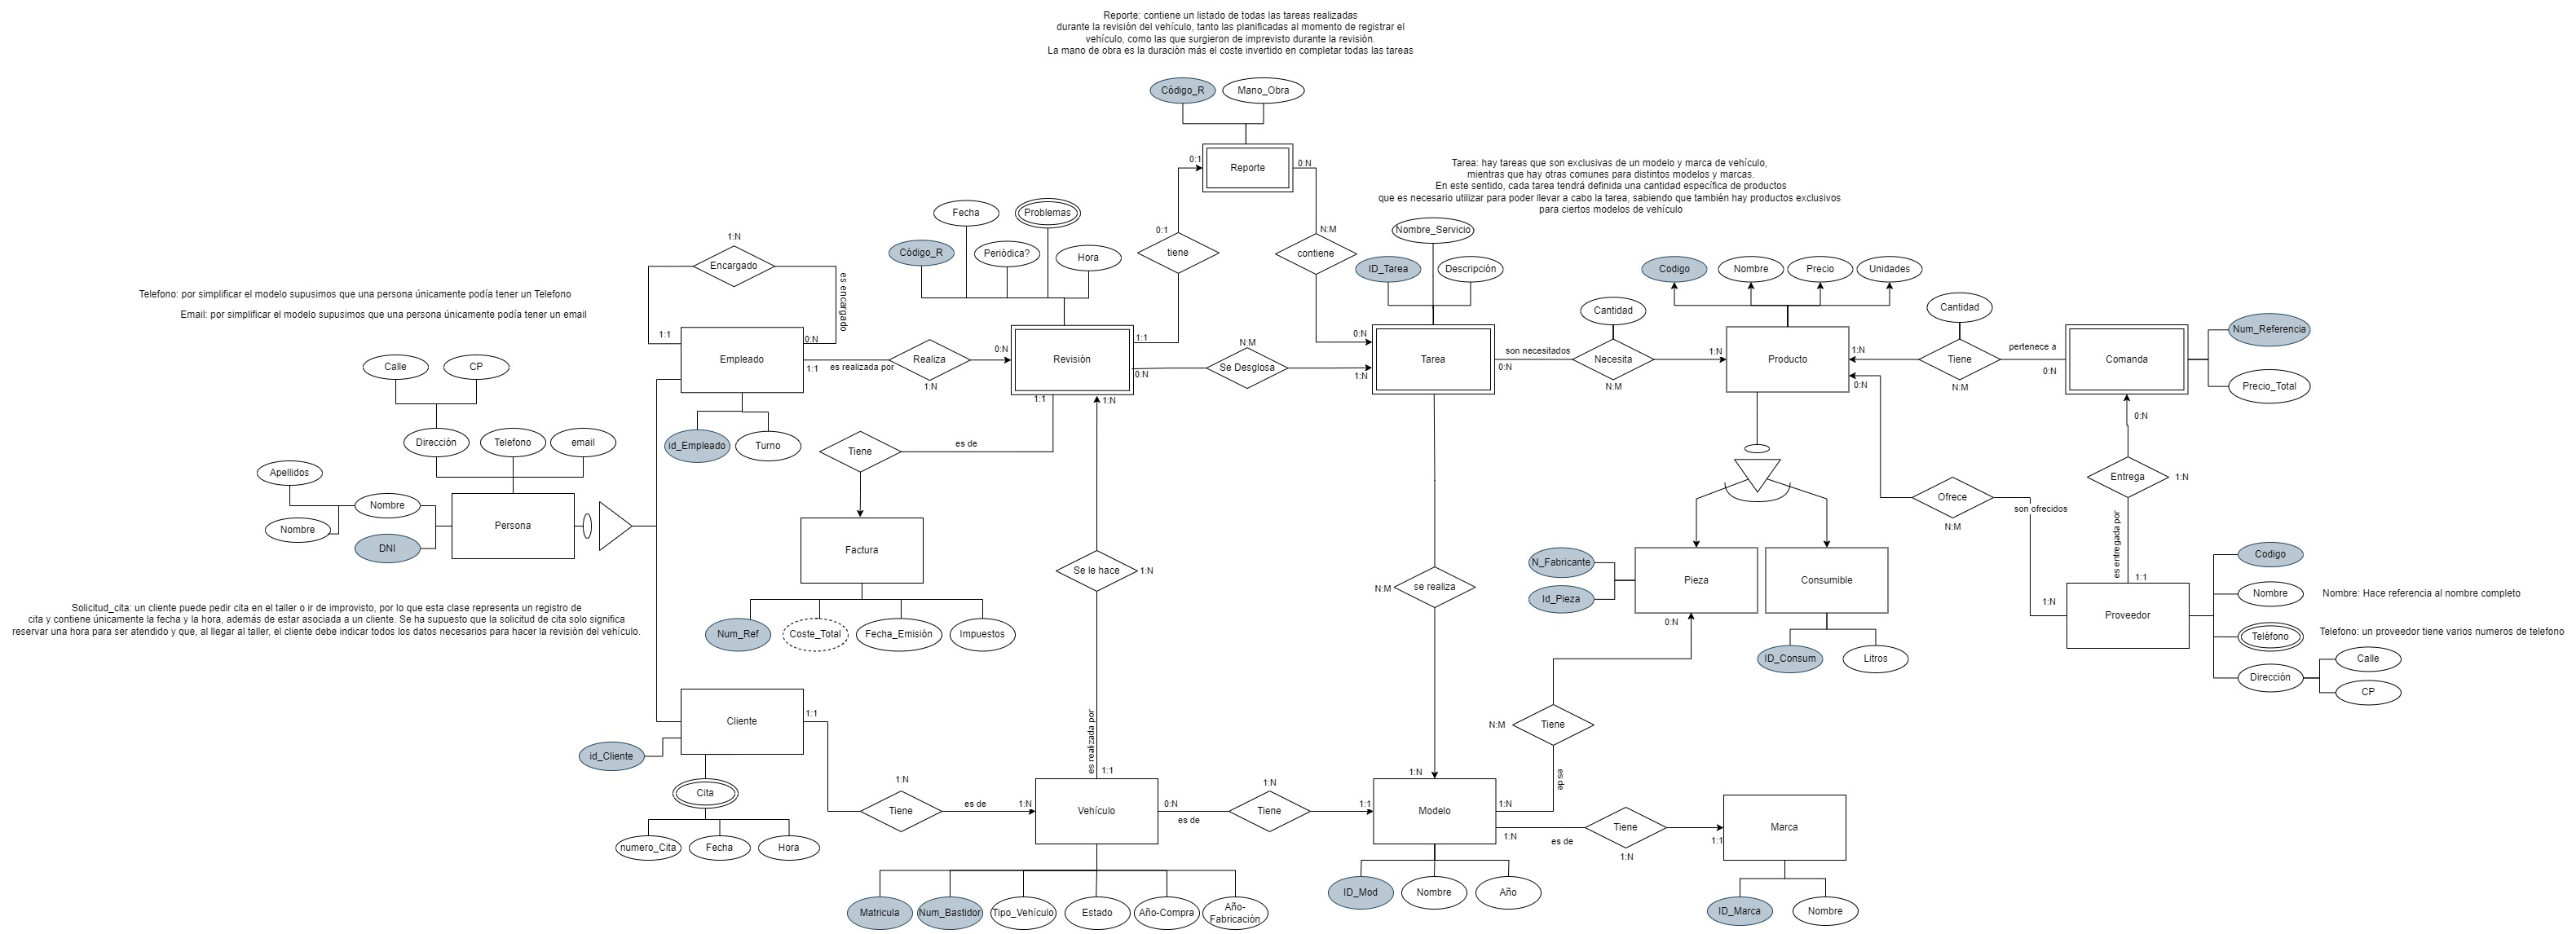 Reporte: contiene un listado de todas las tareas realizadas
durante la revisión del vehículo, tanto las planificadas al momento de registrar el
vehículo, como las que surgieron de imprevisto durante la revisión.
La mano de obra es la duración más el coste invertido en completar todas las tareas
Código_R
Mano_Obra
0:1
Reporte
0:N
Tarea: hay tareas que son exclusivas de un modelo y marca de vehículo,
mientras que hay otras comunes para distintos modelos y marcas.
En este sentido, cada tarea tendrá definida una cantidad específica de productos
que es necesario utilizar para poder llevar a cabo la tarea, sabiendo que también hay productos exclusivos
para ciertos modelos de vehículo
Fecha
Problemas
Código_R
Periódica?
Hora
0:1
tiene
N:M
contiene
Nombre_Servicio
ID_Tarea
Descripción
Codigo
Nombre
Precio
Unidades
1:N
Encargado
es encargado
1:1
0:N
Telefono: por simplificar el modelo supusimos que una persona únicamente podía tener un Telefono
Email: por simplificar el modelo supusimos que una persona únicamente podía tener un email
Empleado
1:1
es realizada por
Realiza
1:N
0:N
Revisión
1:1
0:N
1:1
1:N
N:M
Se Desglosa
0:N
1:N
Tarea
son necesitados
0:N
Cantidad
Necesita
N:M
1:N
Producto
1:N
0:N
Cantidad
Tiene
N:M
pertenece a
0:N
Comanda
Num_Referencia
Precio_Total
0:N
Calle
CP
Dirección
Telefono
email
Apellidos
Nombre
Nombre
DNI
Persona
id_Empleado
Turno
Tiene
es de
Factura
Num_Ref
Coste_Total
Fecha_Emisión
Impuestos
Se le hace
1:N
es realizada por
1:1
N:M
se realiza
1:N
Ofrece
N:M
son ofrecidos
1:N
Entrega
1:N
es entregada por
1:1
Proveedor
Codigo
Nombre
Nombre: Hace referencia al nombre completo
Teléfono
Telefono: un proveedor tiene varios numeros de telefono
Dirección
Calle
CP
N_Fabricante
Id_Pieza
Pieza
0:N
Consumible
ID_Consum
Litros
Solicitud_cita: un cliente puede pedir cita en el taller o ir de improvisto, por lo que esta clase representa un registro de
cita y contiene únicamente la fecha y la hora, además de estar asociada a un cliente. Se ha supuesto que la solicitud de cita solo significa
reservar una hora para ser atendido y que, al llegar al taller, el cliente debe indicar todos los datos necesarios para hacer la revisión del vehículo.
Cliente
1:1
id_Cliente
Cita
numero_Cita
Fecha
Hora
1:N
Tiene
es de
1:N
Vehículo
0:N
es de
1:N
Tiene
1:1
Modelo
1:N
N:M
Tiene
es de
1:N
es de
Tiene
1:N
1:1
Marca
Matricula
Num_Bastidor
Tipo_Vehículo
Estado
Año-Compra
Año-
Fabricación
ID_Mod
Nombre
Año
ID_Marca
Nombre